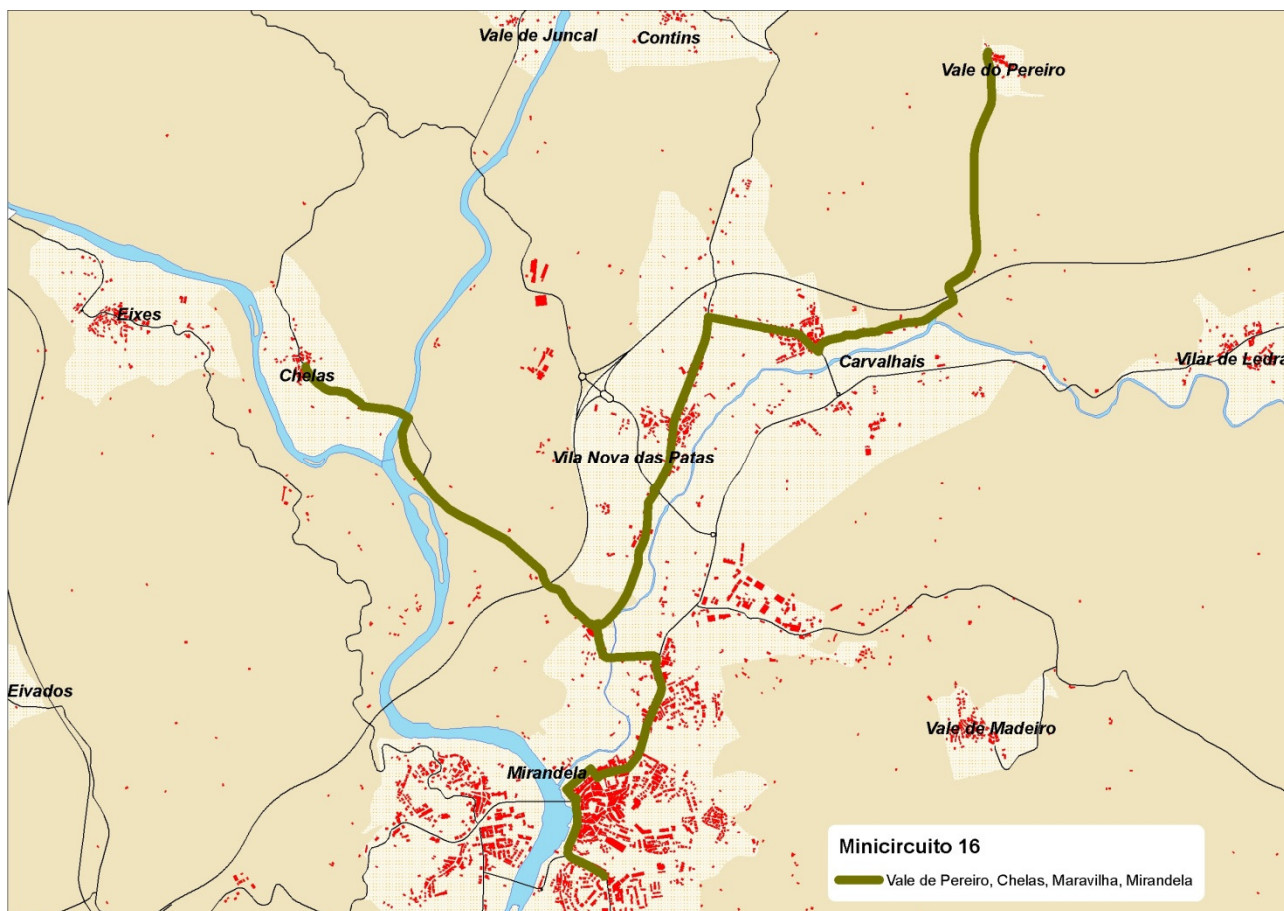 Vale de Juncal
Contins
Vale do Pereiro
Eixes
Chelas
Carvalhais
Vilar de Ledra
Vila Nova das Patas
Eivados
Vale de Madeiro
Mirandela
Minicircuito 16
Vale de Pereiro, Chelas, Maravilha, Mirandela